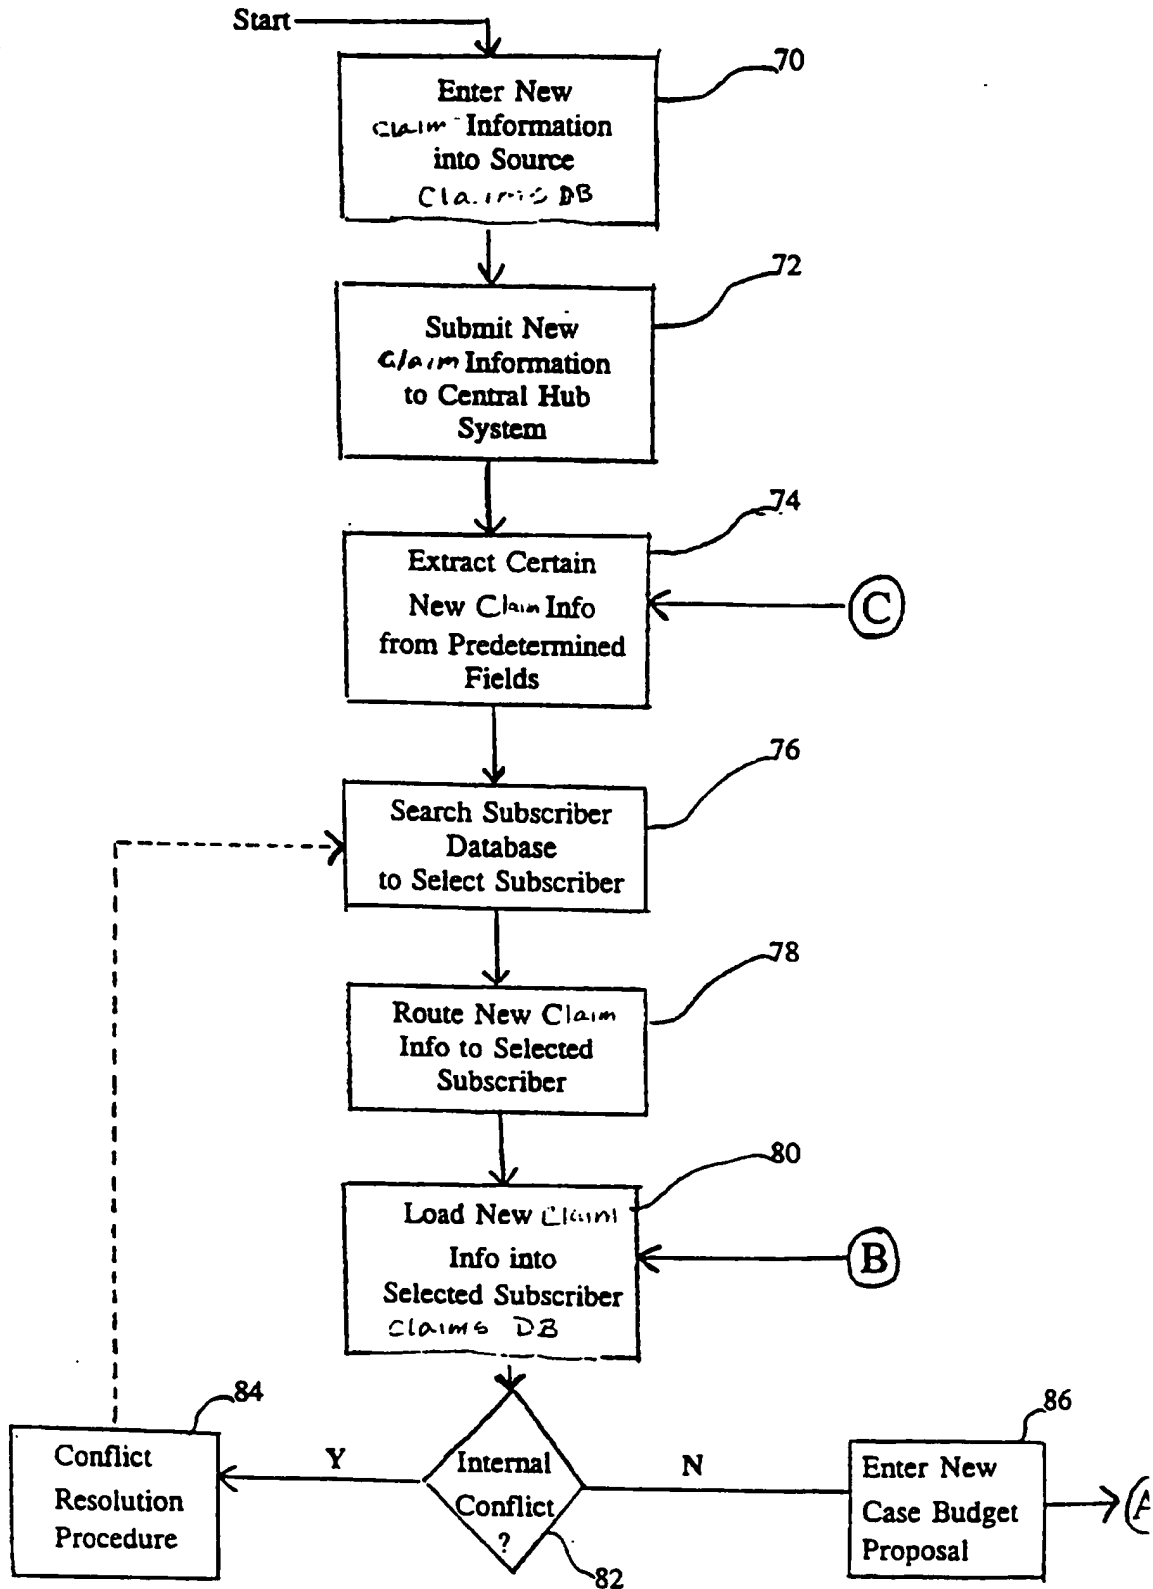 Start
70
Enter New
Claim Information
into Source
Claims DB
72
Submit New
Claim Information
to Central Hub
System
74
Extract Certain
New Claim Info
from Predetermined
Fields
C
76
Search Subscriber
Database
to Select Subscriber
78
Route New Claim
Info to Selected
Subscriber
80
Load New Claim
Info into
Selected Subscriber
Claims DB
B
84
Conflict
Resolution
Procedure
Y
Internal
Conflict
?
82
N
86
Enter New
Case Budget
Proposal
A